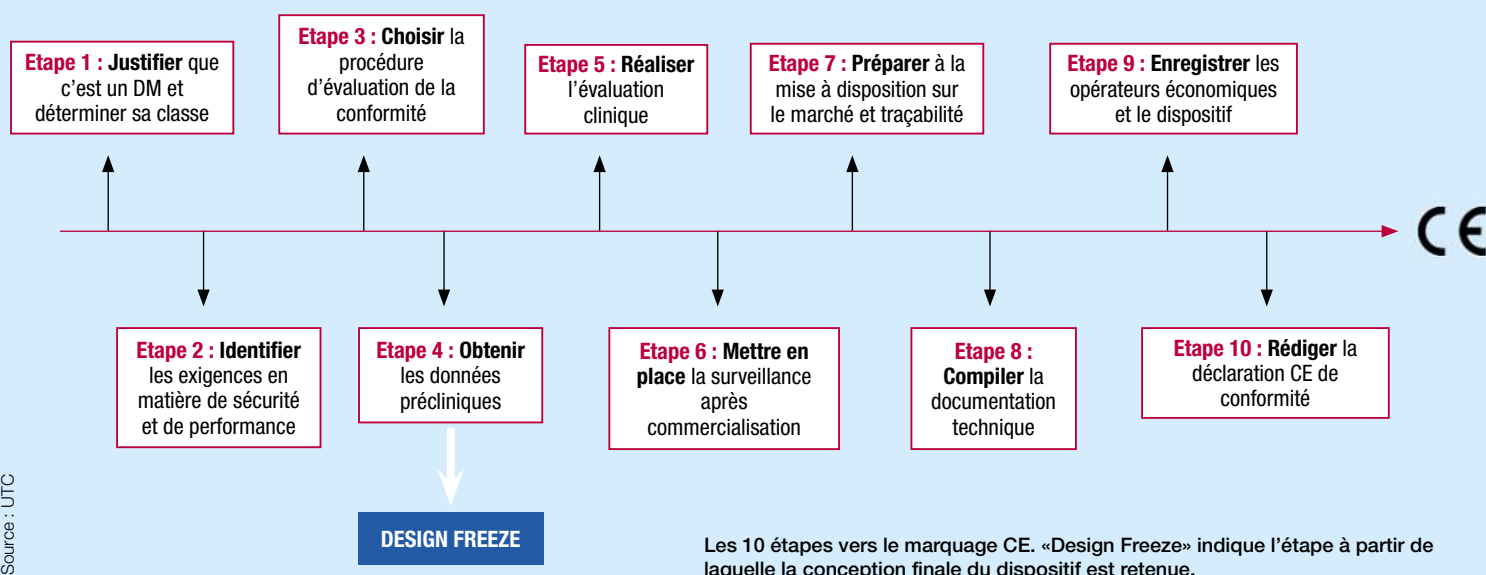 Etape 1 : Justifier que
c'est un DM et
déterminer sa classe
Etape 3 : Choisir la
procédure
d'évaluation de la
conformité
Etape 5 : Réaliser
l'évaluation
clinique
Etape 7 : Préparer à la
mise à disposition sur
le marché et traçabilité
Etape 9 : Enregistrer les
opérateurs économiques
et le dispositif
CE
Etape 2 : Identifier
les exigences en
matière de sécurité
et de performance
Etape 4 : Obtenir
les données
précliniques
Etape 6 : Mettre en
place la surveillance
après
commercialisation
Etape 8 :
Compiler la
documentation
technique
Etape 10 : Rédiger la
déclaration CE de
conformité
DESIGN FREEZE
Source : UTC
Les 10 étapes vers le marquage CE. «Design Freeze» indique l'étape à partir de
laquelle la conception finale du dispositif est retenue.